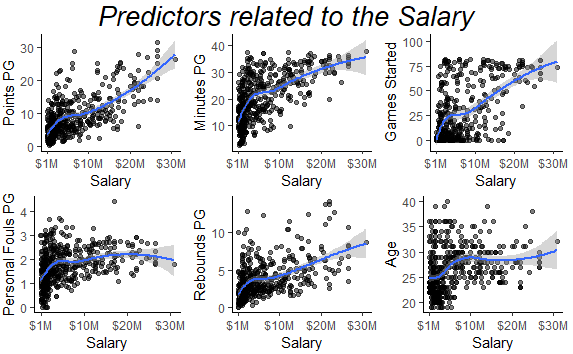 Predictors related to the Salary
Points PG
30
20
10
0
$1M $10M $20M $30M
Salary
Minutes PG
40
30
20
10
$1M $10M $20M $30M
Salary
Games Started
100
75
50
25
0
$1M $10M $20M $30M
Salary
Personal Fouls PG
4
3
2
1
0
$1M $10M $20M $30M
Salary
Rebounds PG
10
5
0
$1M $10M $20M $30M
Salary
Age
40
35
30
25
20
$1M $10M $20M $30M
Salary